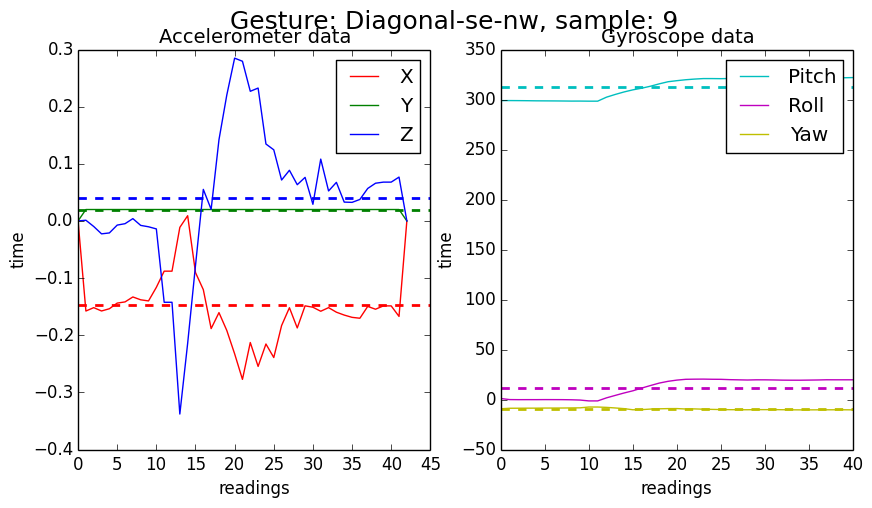 Gesture: Diagonal-se-nw, sample: 9
Accelerometer data
0.3
0.2
0.1
0.0
−0.1
−0.2
−0.3
−0.4
time
0 5 10 15 20 25 30 35 40 45
readings
X
Y
Z
Gyroscope data
350
300
250
200
150
100
50
0
−50
time
0 5 10 15 20 25 30 35 40
readings
Pitch
Roll
Yaw